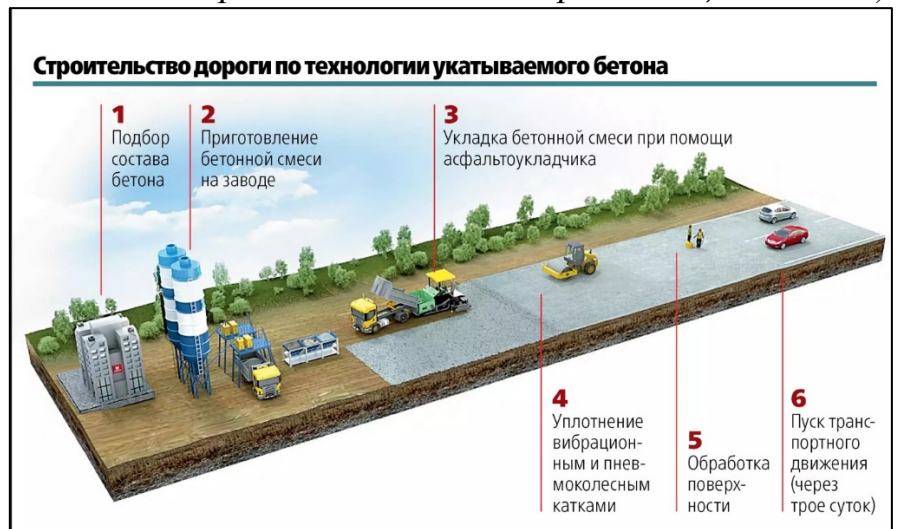 Строительство дороги по технологии укатываемого бетона
1
Подбор
состава
бетона
2
Приготовление
бетонной смеси
на заводе
3
Укладка бетонной смеси при помощи
асфальтоукладчика
4
Уплотнение
вибрацион-
ным и пнев-
моколесным
катками
5
Обработка
поверх-
ности
6
Пуск транс-
портного
движения
(через
трое суток)